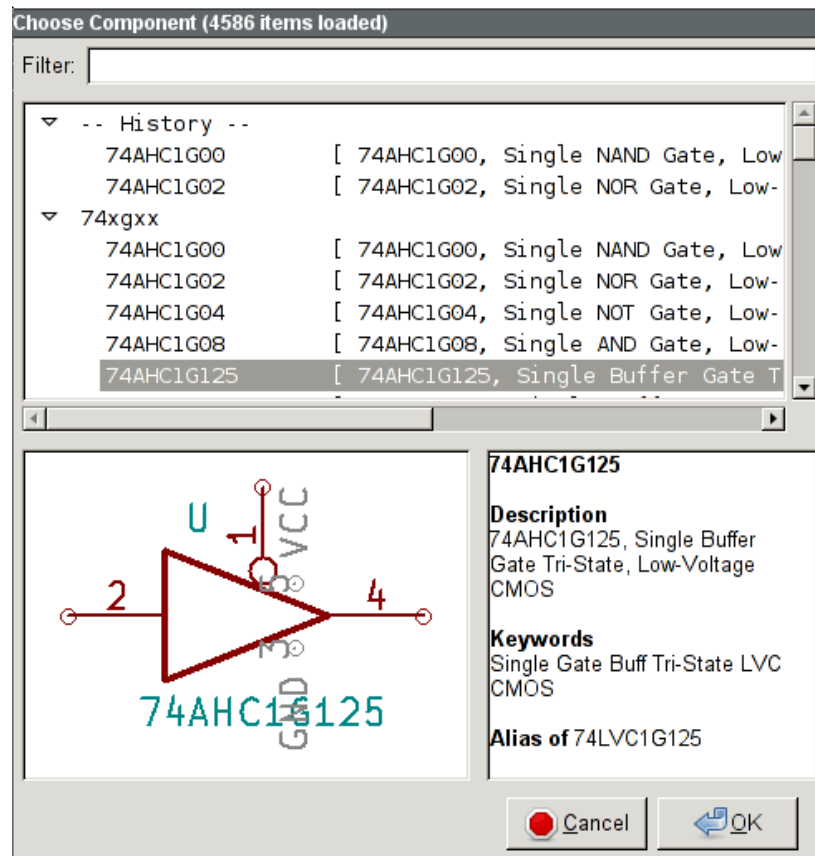 Choose Component (4586 items loaded)
Filter:
-- History --
74AHC1G00 [ 74AHC1G00, Single NAND Gate, Low
74AHC1G02 [ 74AHC1G02, Single NOR Gate, Low-
74xgxx
74AHC1G00 [ 74AHC1G00, Single NAND Gate, Low
74AHC1G02 [ 74AHC1G02, Single NOR Gate, Low-
74AHC1G04 [ 74AHC1G04, Single NOT Gate, Low-
74AHC1G08 [ 74AHC1G08, Single AND Gate, Low-
74AHC1G125 [ 74AHC1G125, Single Buffer Gate T
U
1
VCC
5
2
4
3
GND
74AHC1G125
74AHC1G125
Description
74AHC1G125, Single Buffer
Gate Tri-State, Low-Voltage
CMOS
Keywords
Single Gate Buff Tri-State LVC
CMOS
Alias of 74LVC1G125
Cancel
OK